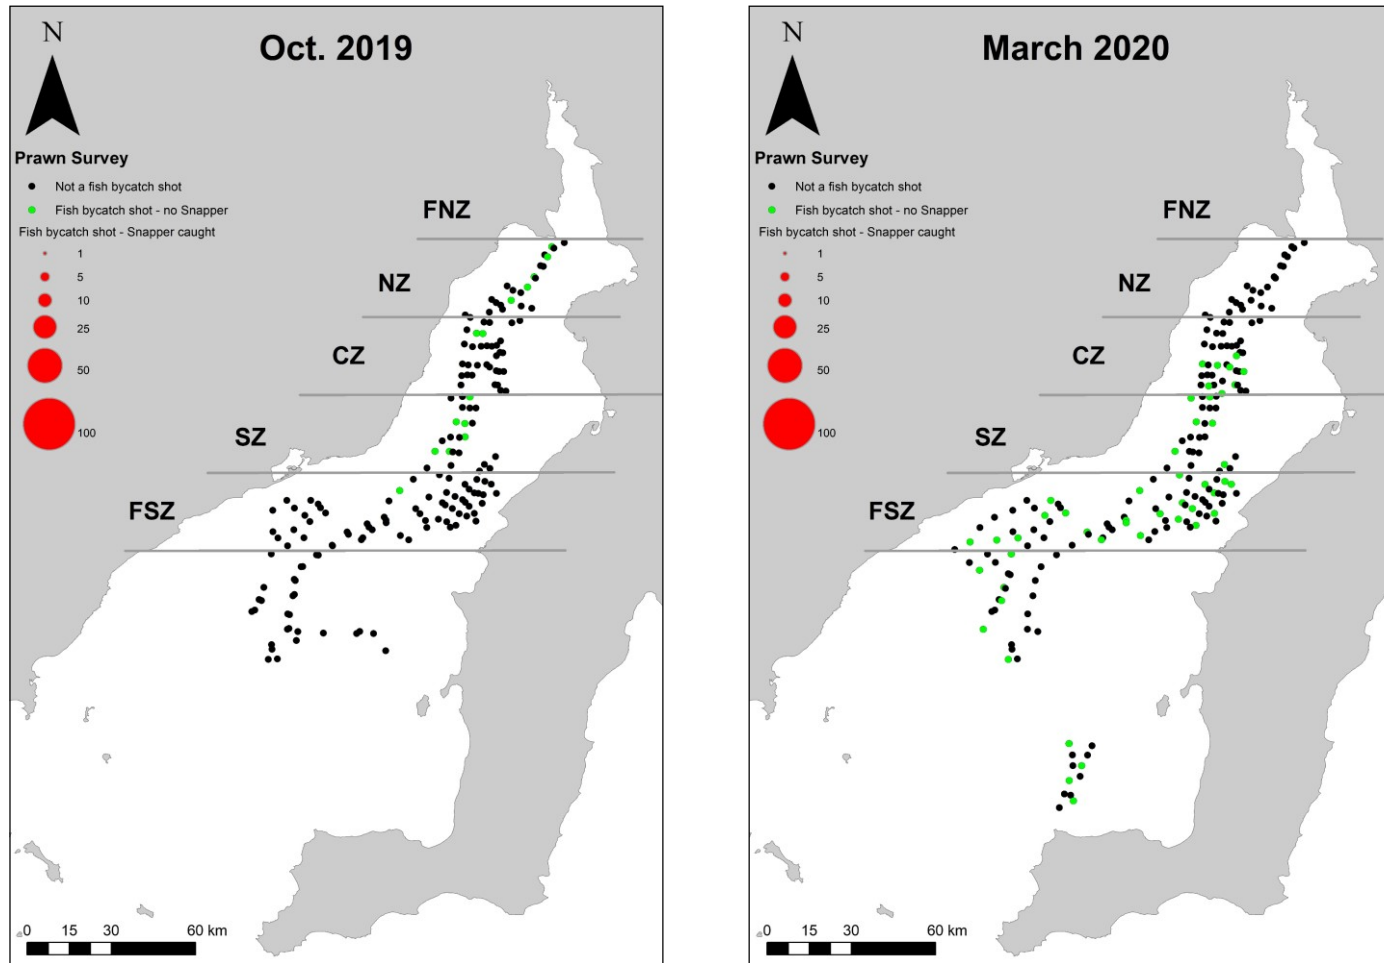 N
Oct. 2019
Prawn Survey
Not a fish bycatch shot
Fish bycatch shot - no Snapper
Fish bycatch shot - Snapper caught
1
5
10
25
50
100
FNZ
NZ
CZ
SZ
FSZ
0 15 30 60 km
N
March 2020
Prawn Survey
Not a fish bycatch shot
Fish bycatch shot - no Snapper
Fish bycatch shot - Snapper caught
1
5
10
25
50
100
FNZ
NZ
CZ
SZ
FSZ
0 15 30 60 km